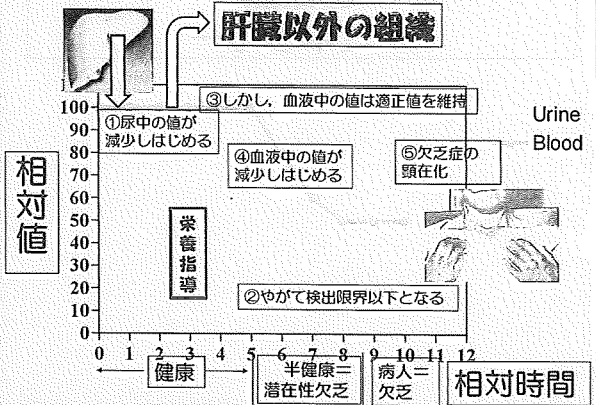 肝臓以外の組織
③しかし，血液中の値は適正値を維持
100
90
80
70
60
50
40
30
20
10
0
①尿中の値が
減少しはじめる
④血液中の値が
減少しはじめる
⑤欠乏症の
顕在化
Urine
Blood
相対値
栄養指導
②やがて検出限界以下となる
0 1 2 3 4 5 6 7 8 9 10 11 12
健康
半健康＝
潜在性欠乏
病人＝
欠乏
相対時間